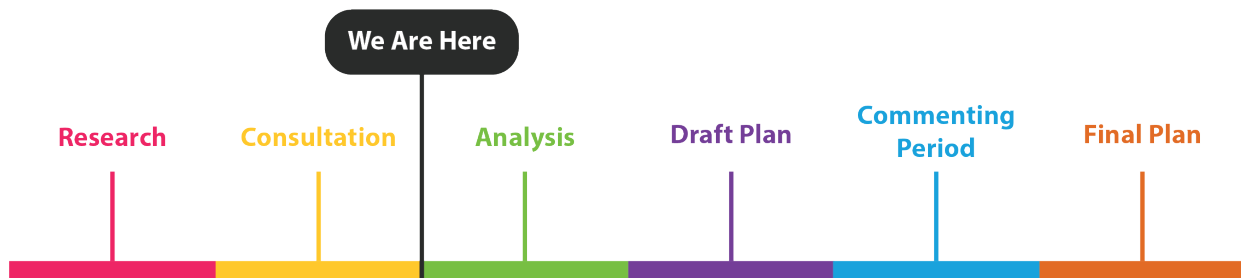 We Are Here
Research
Consultation
Analysis
Draft Plan
Commenting
Period
Final Plan